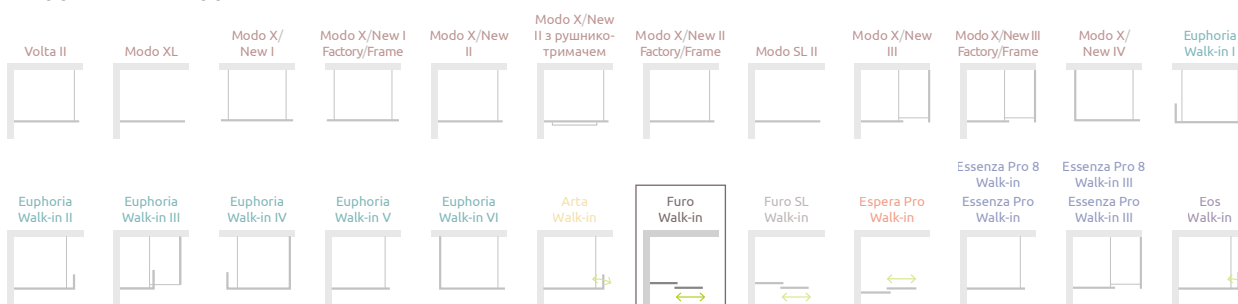 Volta II
Modo XL
Modo X/
New I
Modo X/New I
Factory/Frame
Modo X/New
II
Modo X/New
II з рушнико-
тримачем
Modo X/New II
Factory/Frame
Modo SL II
Modo X/New
III
Modo X/New III
Factory/Frame
Modo X/
New IV
Euphoria
Walk-in I
Euphoria
Walk-in II
Euphoria
Walk-in III
Euphoria
Walk-in IV
Euphoria
Walk-in V
Euphoria
Walk-in VI
Arta
Walk-in
Furo
Walk-in
Furo SL
Walk-in
Espera Pro
Walk-in
Essenza Pro 8
Walk-in
Essenza Pro
Walk-in
Essenza Pro 8
Walk-in III
Essenza Pro
Walk-in III
Eos
Walk-in